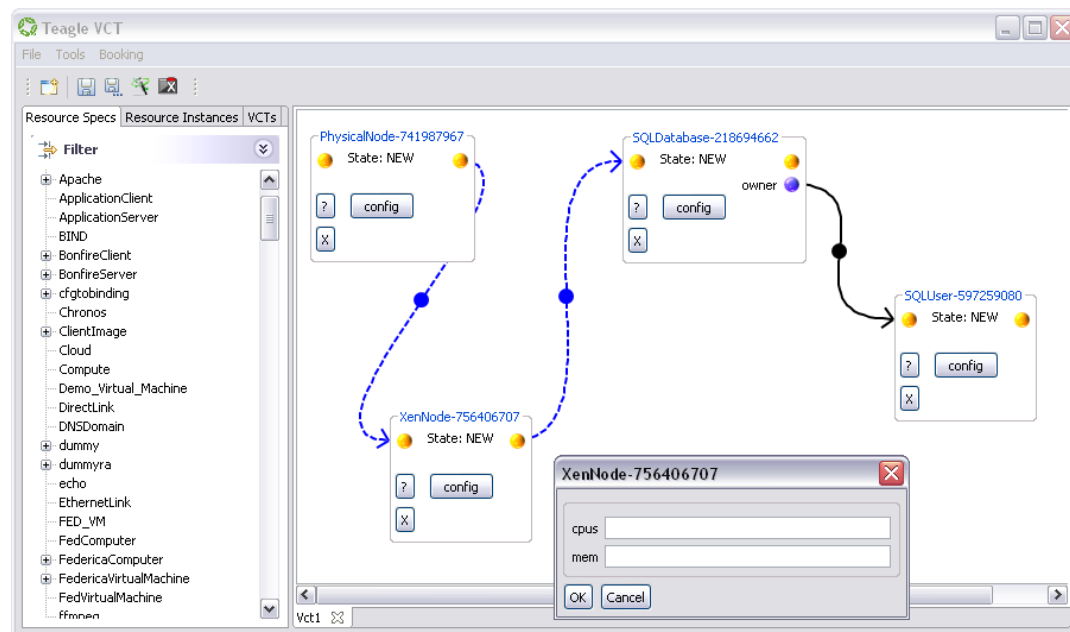 Teagle VCT
File Tools Booking
Resource Specs Resource Instances VCTs
Filter
Apache
ApplicationClient
ApplicationServer
BIND
BonfireClient
BonfireServer
cfgtobinding
Chronos
ClientImage
Cloud
Compute
Demo_Virtual_Machine
DirectLink
DNSDomain
dummy
dummyra
echo
EthernetLink
FED_VM
FedComputer
FedericaComputer
FedericaVirtualMachine
FedVirtualMachine
ffmpeg
PhysicalNode-741987967
State: NEW
? config
X
SQLDatabase-218694662
State: NEW
owner
? config
X
SQLUser-597259080
State: NEW
? config
X
XenNode-756406707
State: NEW
? config
X
XenNode-756406707
cpus
mem
OK Cancel
Vct1